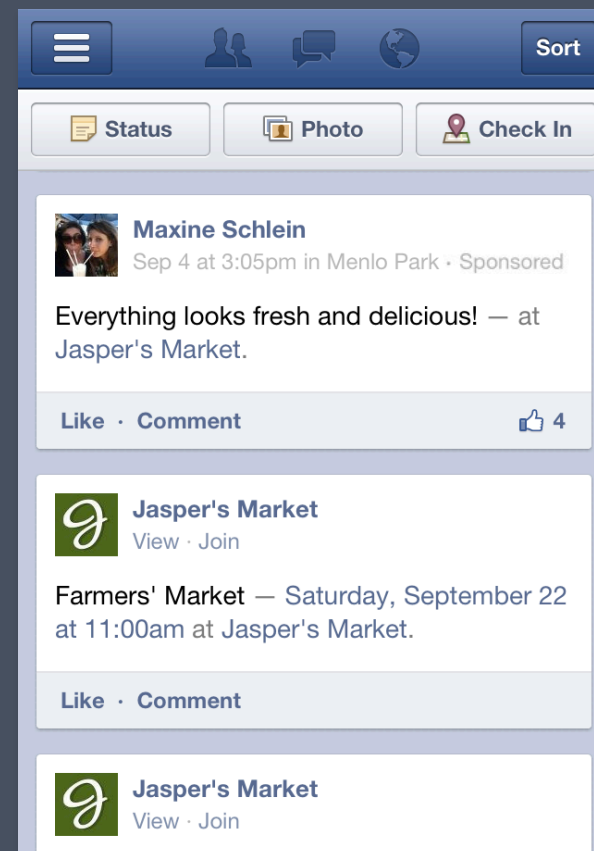 Sort
Status
Photo
Check In
Maxine Schlein
Sep 4 at 3:05pm in Menlo Park · Sponsored
Everything looks fresh and delicious! — at
Jasper's Market.
Like · Comment
4
Jasper's Market
View · Join
Farmers' Market — Saturday, September 22
at 11:00am at Jasper's Market.
Like · Comment
Jasper's Market
View · Join